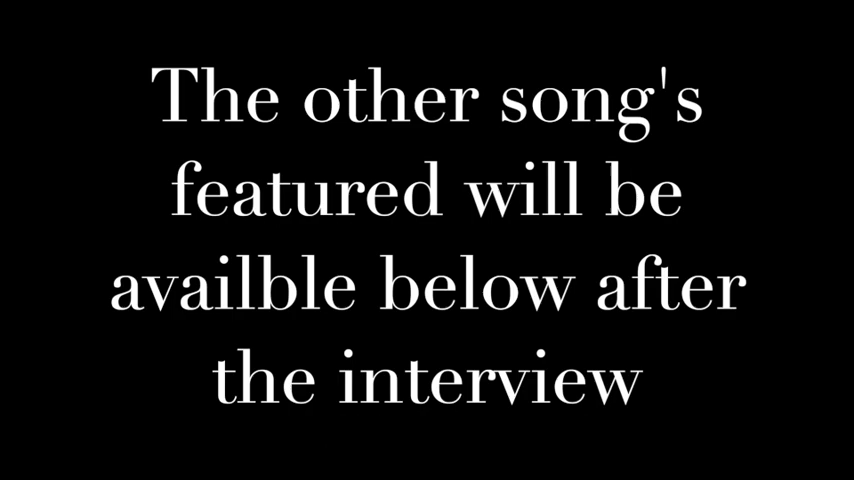 The other song's
featured will be
availble below after
the interview